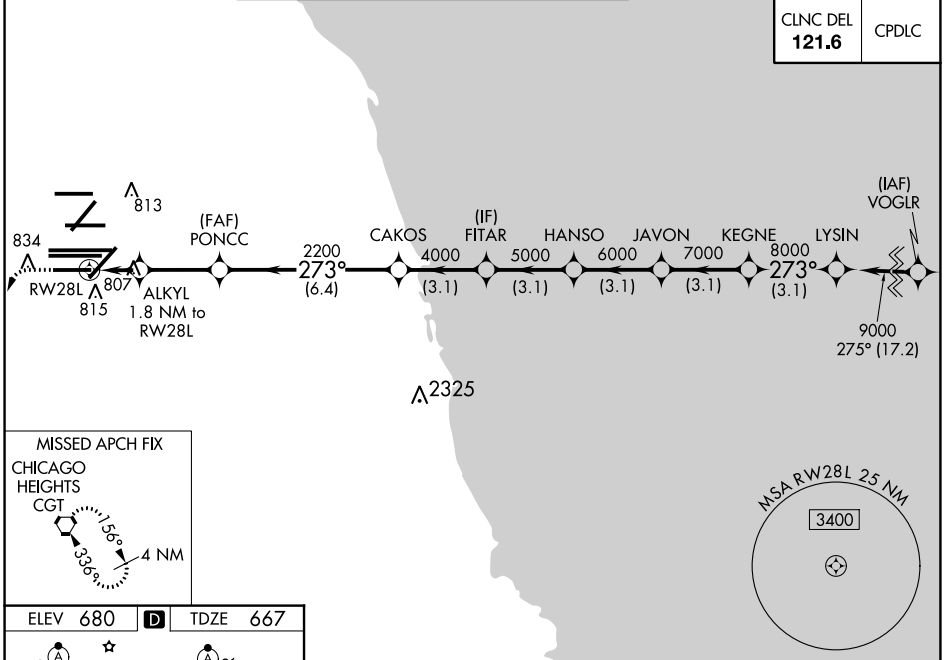 CLNC DEL
121.6
CPDLC
813
834
RW28L
807
815
ALKYL
1.8 NM to
RW28L
(FAF)
PONCC
2200
273°
(6.4)
CAKOS
4000
(3.1)
(IF)
FITAR
5000
(3.1)
HANSO
6000
(3.1)
JAVON
7000
(3.1)
KEGNE
8000
273°
(3.1)
LYSIN
(IAF)
VOGLR
9000
275° (17.2)
2325
MISSED APCH FIX
CHICAGO
HEIGHTS
CGT
156°
336°
4 NM
MSA RW28L 25 NM
3400
ELEV 680
D
TDZE 667
A
A